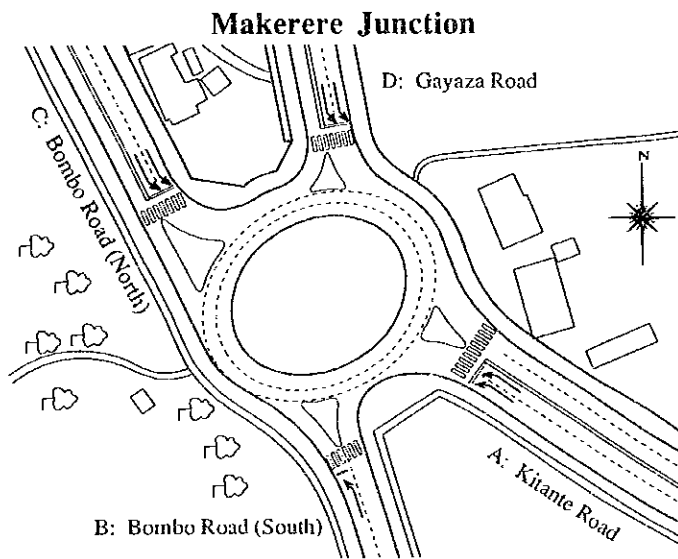 Makerere Junction
D: Gayaza Road
C: Bombo Road (North)
N
A: Kitante Road
B: Bombo Road (South)